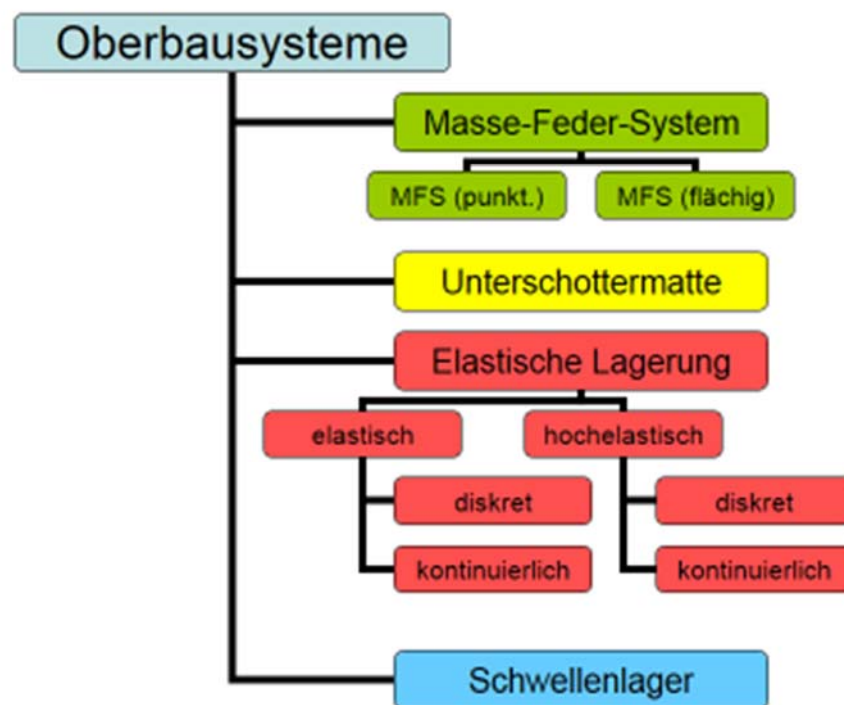 Oberbausysteme
Masse-Feder-System
MFS (punkt.)
MFS (flächig)
Unterschottermatte
Elastische Lagerung
elastisch
hochelastisch
diskret
diskret
kontinuierlich
kontinuierlich
Schwellenlager